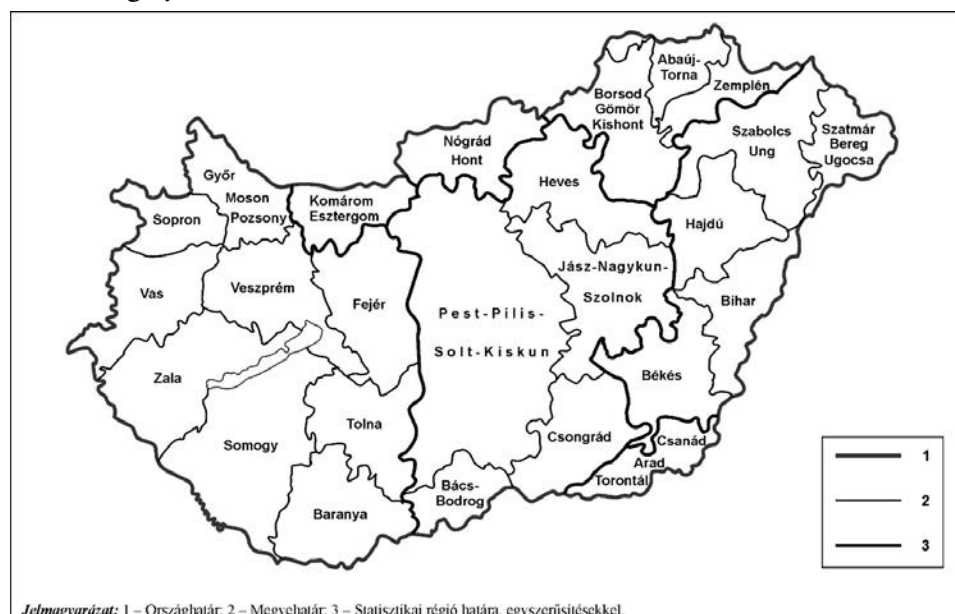 Abaúj-
Torna
Zemplén
Borsod
Gömör
Kishont
Szabolcs
Ung
Szatmár
Bereg
Ugocsa
Nógrád
Hont
Heves
Győr
Moson
Pozsony
Komárom
Esztergom
Sopron
Hajdú
Vas
Veszprém
Fejér
Jász-Nagykun-
Szolnok
Bihar
Pest-Pilis-
Solt-Kiskun
Zala
Békés
Tolna
Somogy
Csongrád
Csanád
Arad
Torontál
Bács-
Bodrog
Baranya
1
2
3
Jelmagyarázat: 1 – Országhatár; 2 – Megyehatár; 3 – Statisztikai régió határa, egyszerűsítésekkel.